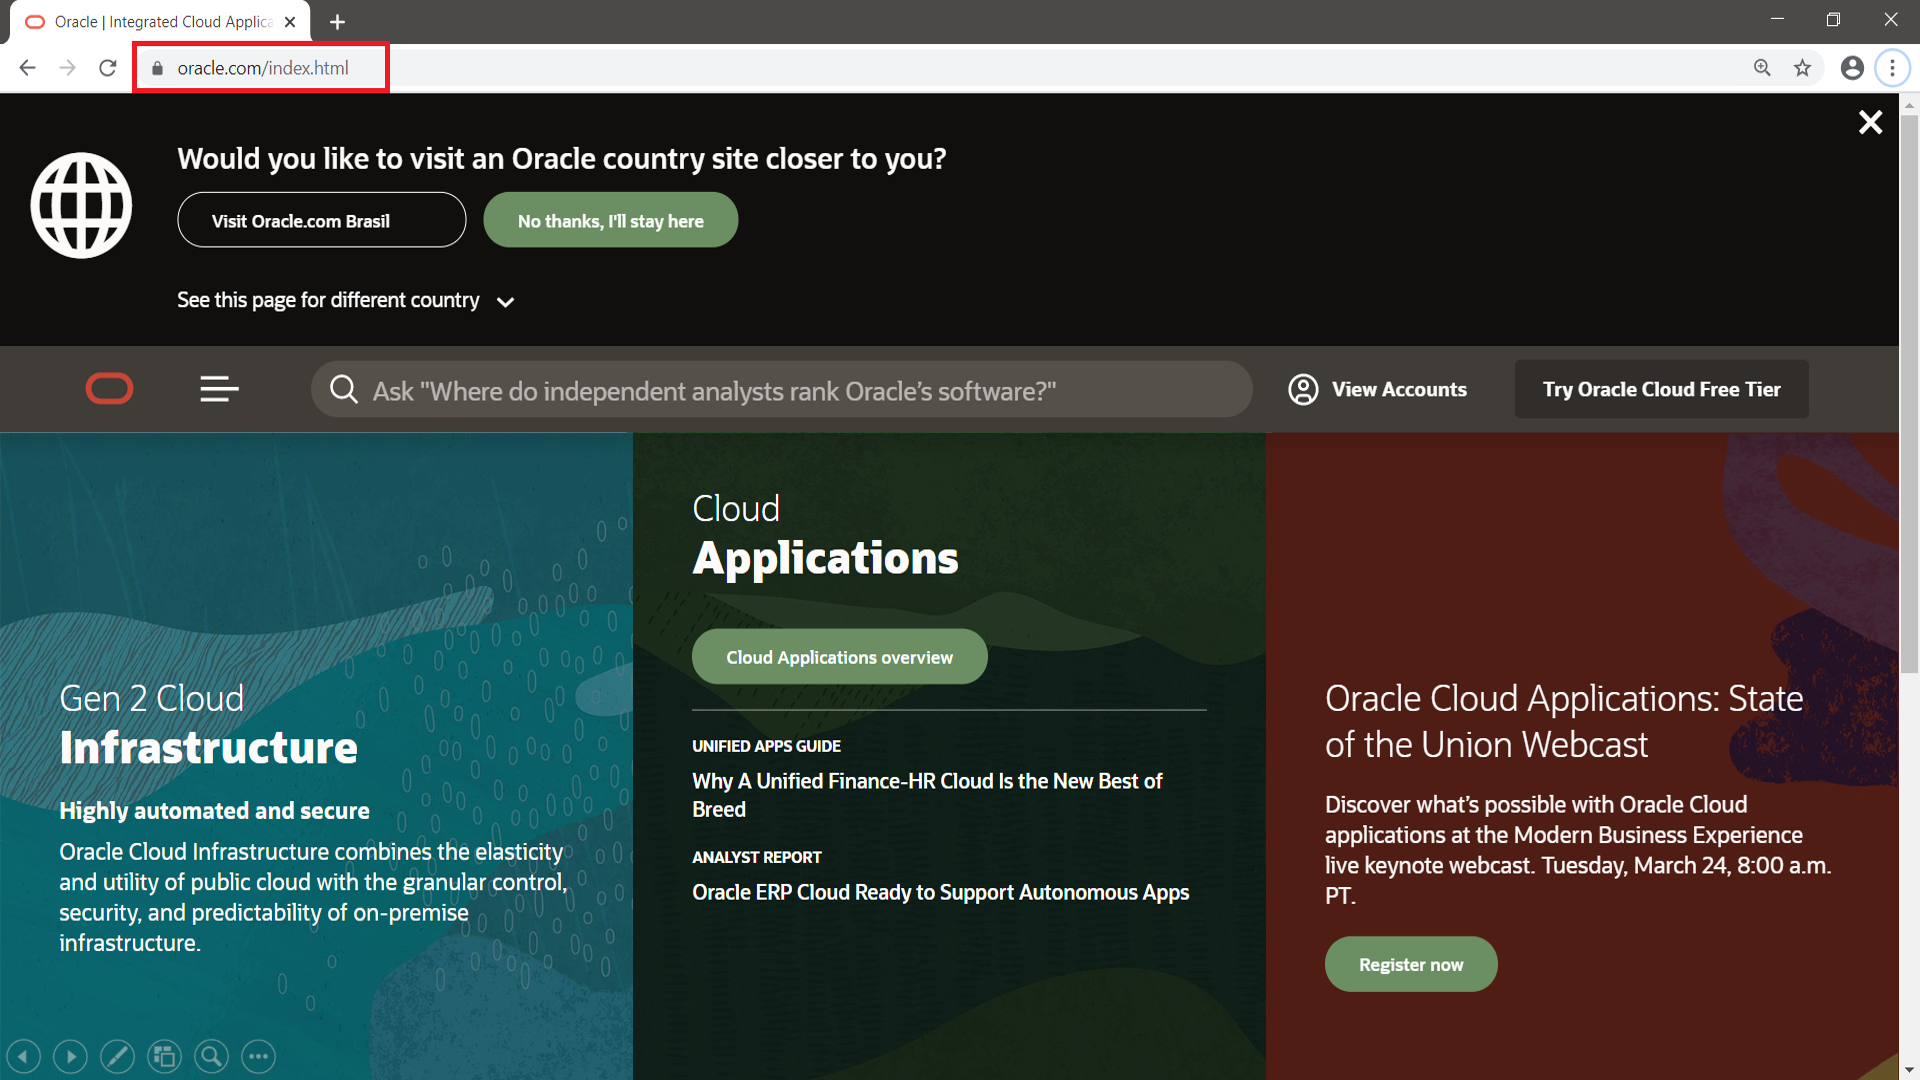 Oracle | Integrated Cloud Applica
oracle.com/index.html
Would you like to visit an Oracle country site closer to you?
Visit Oracle.com Brasil
No thanks, I'll stay here
See this page for different country
Ask "Where do independent analysts rank Oracle’s software?"
View Accounts
Try Oracle Cloud Free Tier
Gen 2 Cloud
Infrastructure
Highly automated and secure
Oracle Cloud Infrastructure combines the elasticity
and utility of public cloud with the granular control,
security, and predictability of on-premise
infrastructure.
Cloud
Applications
Cloud Applications overview
UNIFIED APPS GUIDE
Why A Unified Finance-HR Cloud Is the New Best of
Breed
ANALYST REPORT
Oracle ERP Cloud Ready to Support Autonomous Apps
Oracle Cloud Applications: State
of the Union Webcast
Discover what’s possible with Oracle Cloud
applications at the Modern Business Experience
live keynote webcast. Tuesday, March 24, 8:00 a.m.
PT.
Register now